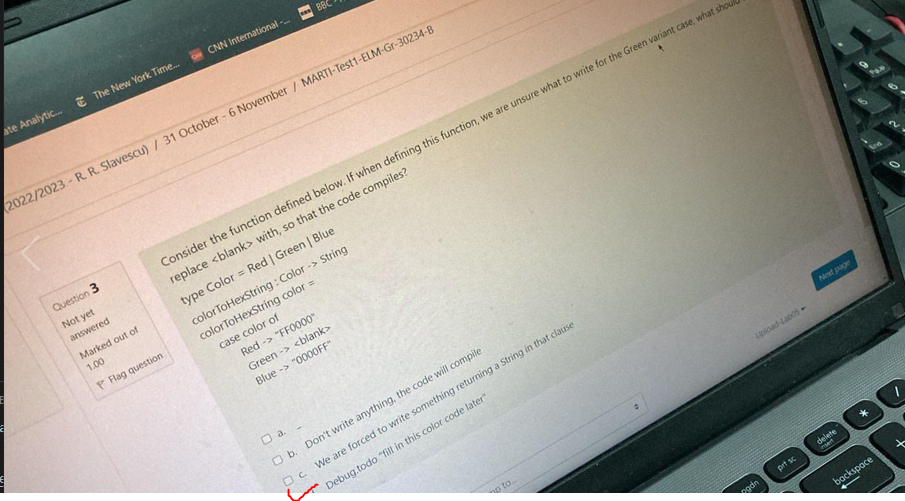 ate Analytic...
The New York Time...
CNN International -...
BBC -
(2022/2023 - R. R. Slavescu) / 31 October - 6 November / MARTI-Test1-ELM-Gr-30234-B
Question 3
Not yet
answered
Marked out of
1.00
Flag question
Consider the function defined below. If when defining this function, we are unsure what to write for the Green variant case, what should
replace <blank> with, so that the code compiles?
type Color = Red | Green | Blue
colorToHexString : Color -> String
colorToHexString color =
case color of
Red -> "FF0000"
Green -> <blank>
Blue -> "0000FF"
a. _
b. Don't write anything, the code will compile
c. We are forced to write something returning a String in that clause
Debug.todo "fill in this color code later"
Next page
Upload-Lab05
mp to...
prt sc
delete
insert
backspace
pgdn
*
/
+